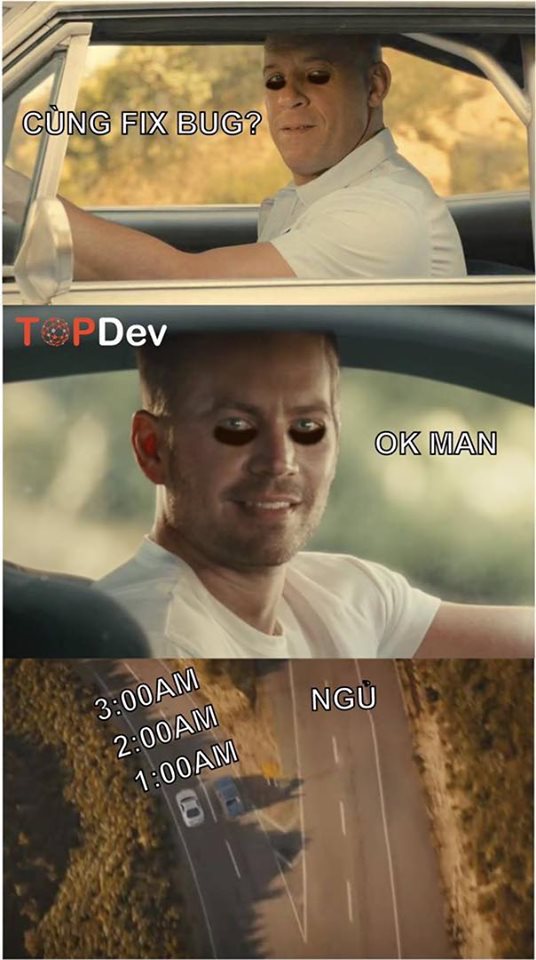 CÙNG FIX BUG?
TOPDev
OK MAN
3:00AM
2:00AM
1:00AM
NGỦ